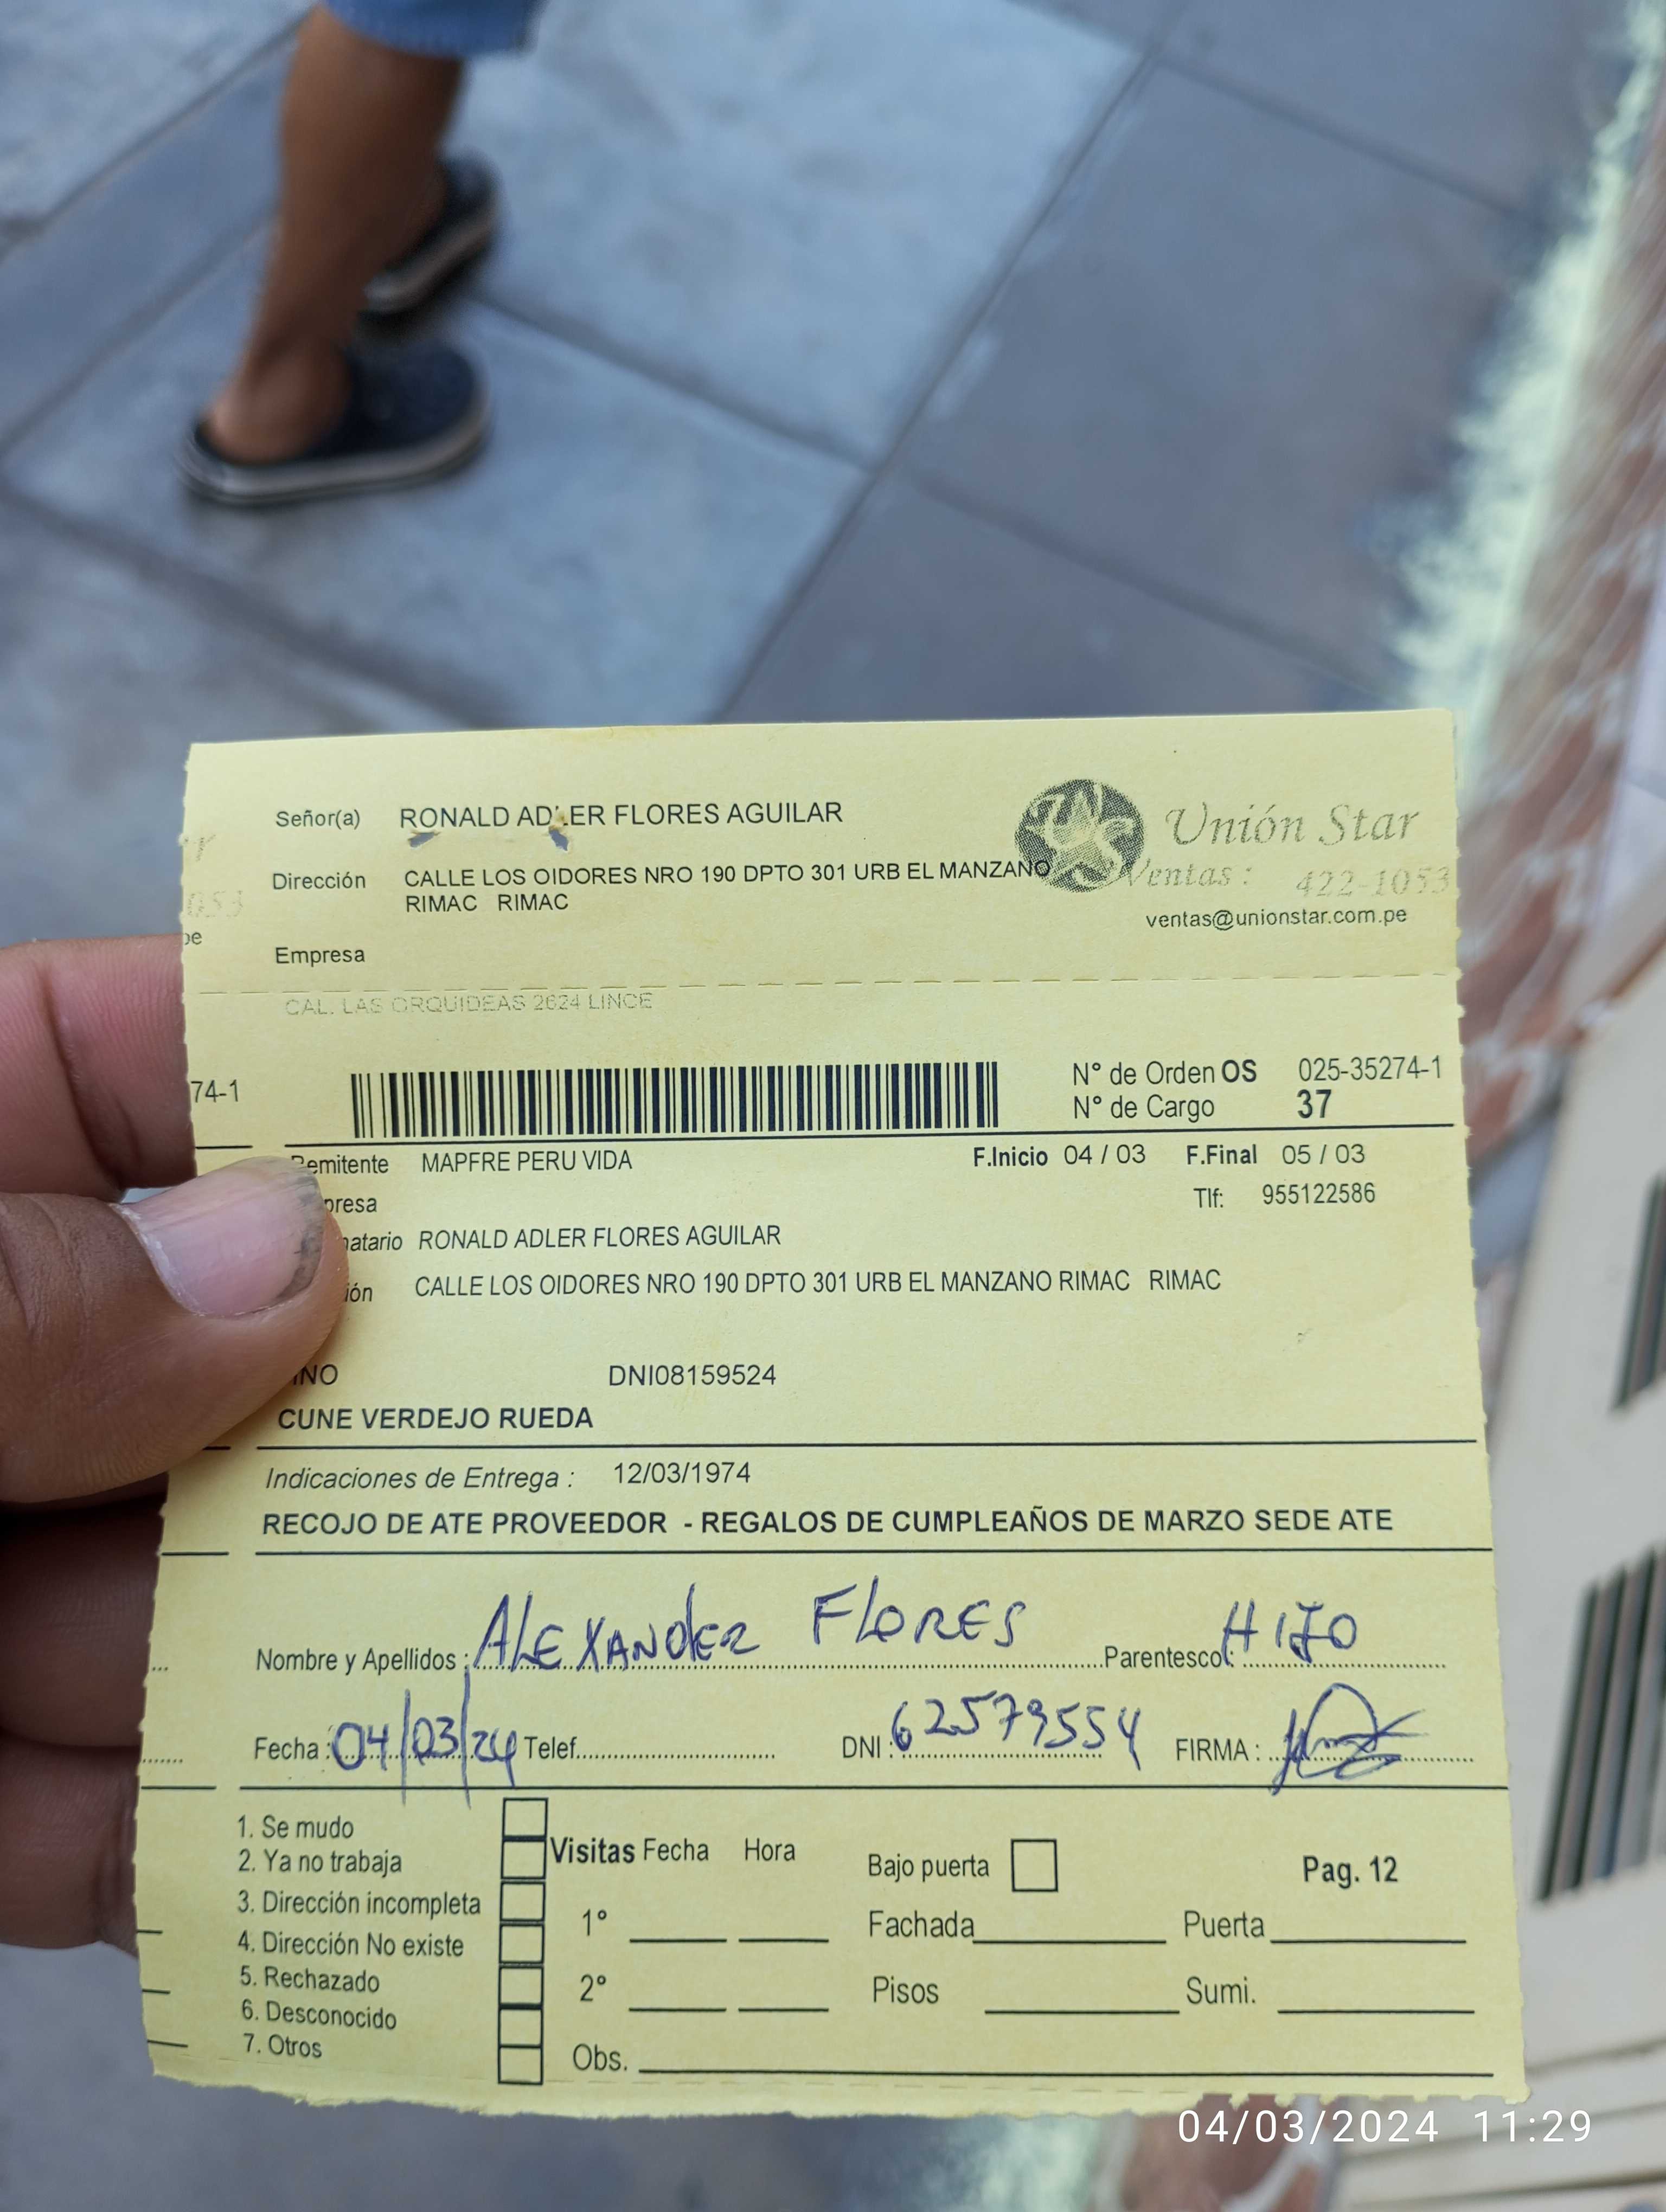 Señor(a) RONALD ADLER FLORES AGUILAR
Unión Star
Dirección CALLE LOS OIDORES NRO 190 DPTO 301 URB EL MANZANO
Ventas: 422-1053
RIMAC RIMAC
ventas@unionstar.com.pe
053
pe
Empresa
CAL. LAS ORQUIDEAS 2624 LINCE
74-1
N° de Orden OS 025-35274-1
N° de Cargo 37
Remitente MAPFRE PERU VIDA F.Inicio 04 / 03 F.Final 05 / 03
presa Tlf: 955122586
natario RONALD ADLER FLORES AGUILAR
ión CALLE LOS OIDORES NRO 190 DPTO 301 URB EL MANZANO RIMAC RIMAC
INO DNI08159524
CUNE VERDEJO RUEDA
Indicaciones de Entrega : 12/03/1974
RECOJO DE ATE PROVEEDOR - REGALOS DE CUMPLEAÑOS DE MARZO SEDE ATE
Nombre y Apellidos : ALEXANDER FLORES Parentesco: HIJO
Fecha : 04/03/24 Telef. DNI : 62579554 FIRMA :
1. Se mudo
2. Ya no trabaja
3. Dirección incompleta
4. Dirección No existe
5. Rechazado
6. Desconocido
7. Otros
Visitas Fecha Hora
1°
2°
Bajo puerta Pag. 12
Fachada Puerta
Pisos Sumi.
Obs.
04/03/2024 11:29